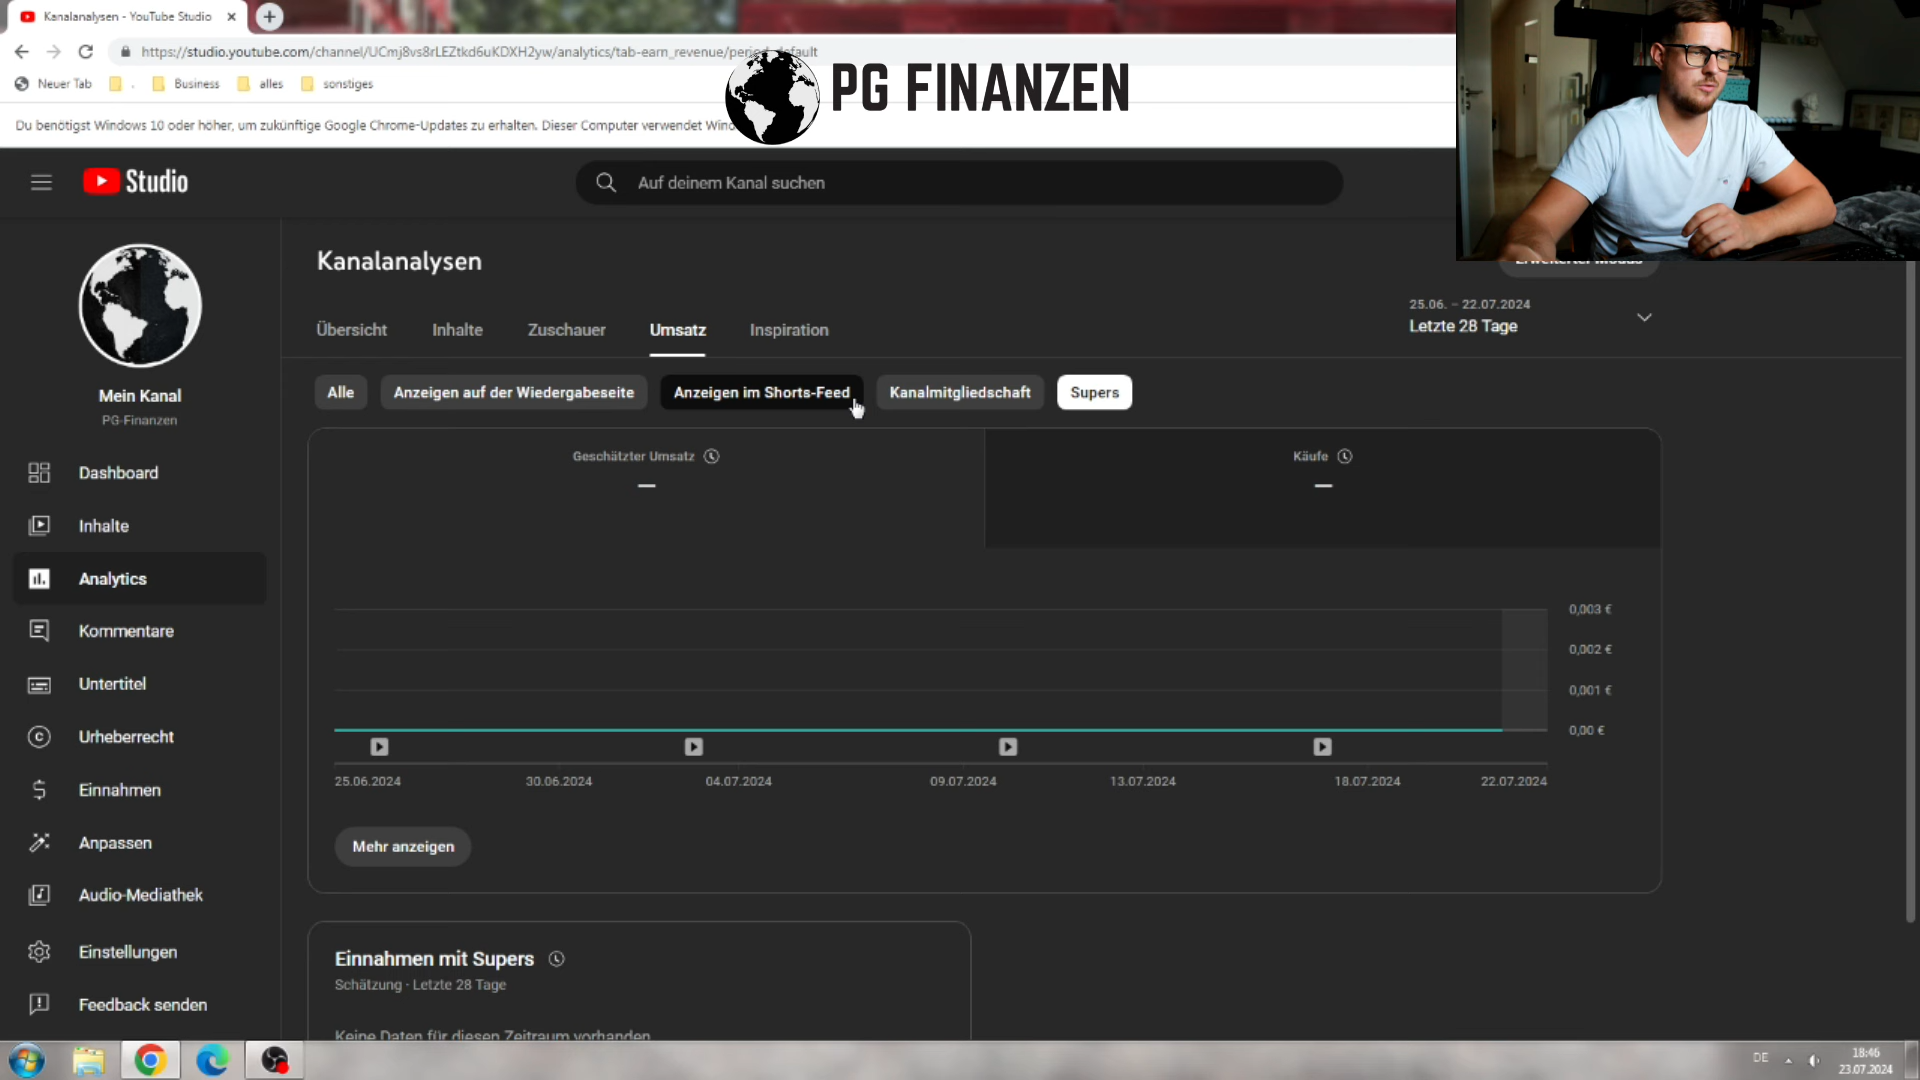 Kanalanalysen - YouTube Studio
https://studio.youtube.com/channel/UCmj8vs8rLEZtkd6uKDXH2yw/analytics/tab-earn_revenue/period-default
Neuer Tab
.
Business
alles
sonstiges
PG FINANZEN
Du benötigst Windows 10 oder höher, um zukünftige Google Chrome-Updates zu erhalten. Dieser Computer verwendet
Studio
Auf deinem Kanal suchen
Mein Kanal
PG-Finanzen
Dashboard
Inhalte
Analytics
Kommentare
Untertitel
Urheberrecht
Einnahmen
Anpassen
Audio-Mediathek
Einstellungen
Feedback senden
Kanalanalysen
Übersicht
Inhalte
Zuschauer
Umsatz
Inspiration
25.06. – 22.07.2024
Letzte 28 Tage
Alle
Anzeigen auf der Wiedergabeseite
Anzeigen im Shorts-Feed
Kanalmitgliedschaft
Supers
Geschätzter Umsatz
—
Käufe
—
0,003 €
0,002 €
0,001 €
0,00 €
25.06.2024
30.06.2024
04.07.2024
09.07.2024
13.07.2024
18.07.2024
22.07.2024
Mehr anzeigen
Einnahmen mit Supers
Schätzung · Letzte 28 Tage
Keine Daten für diesen Zeitraum vorhanden
DE
18:46
23.07.2024